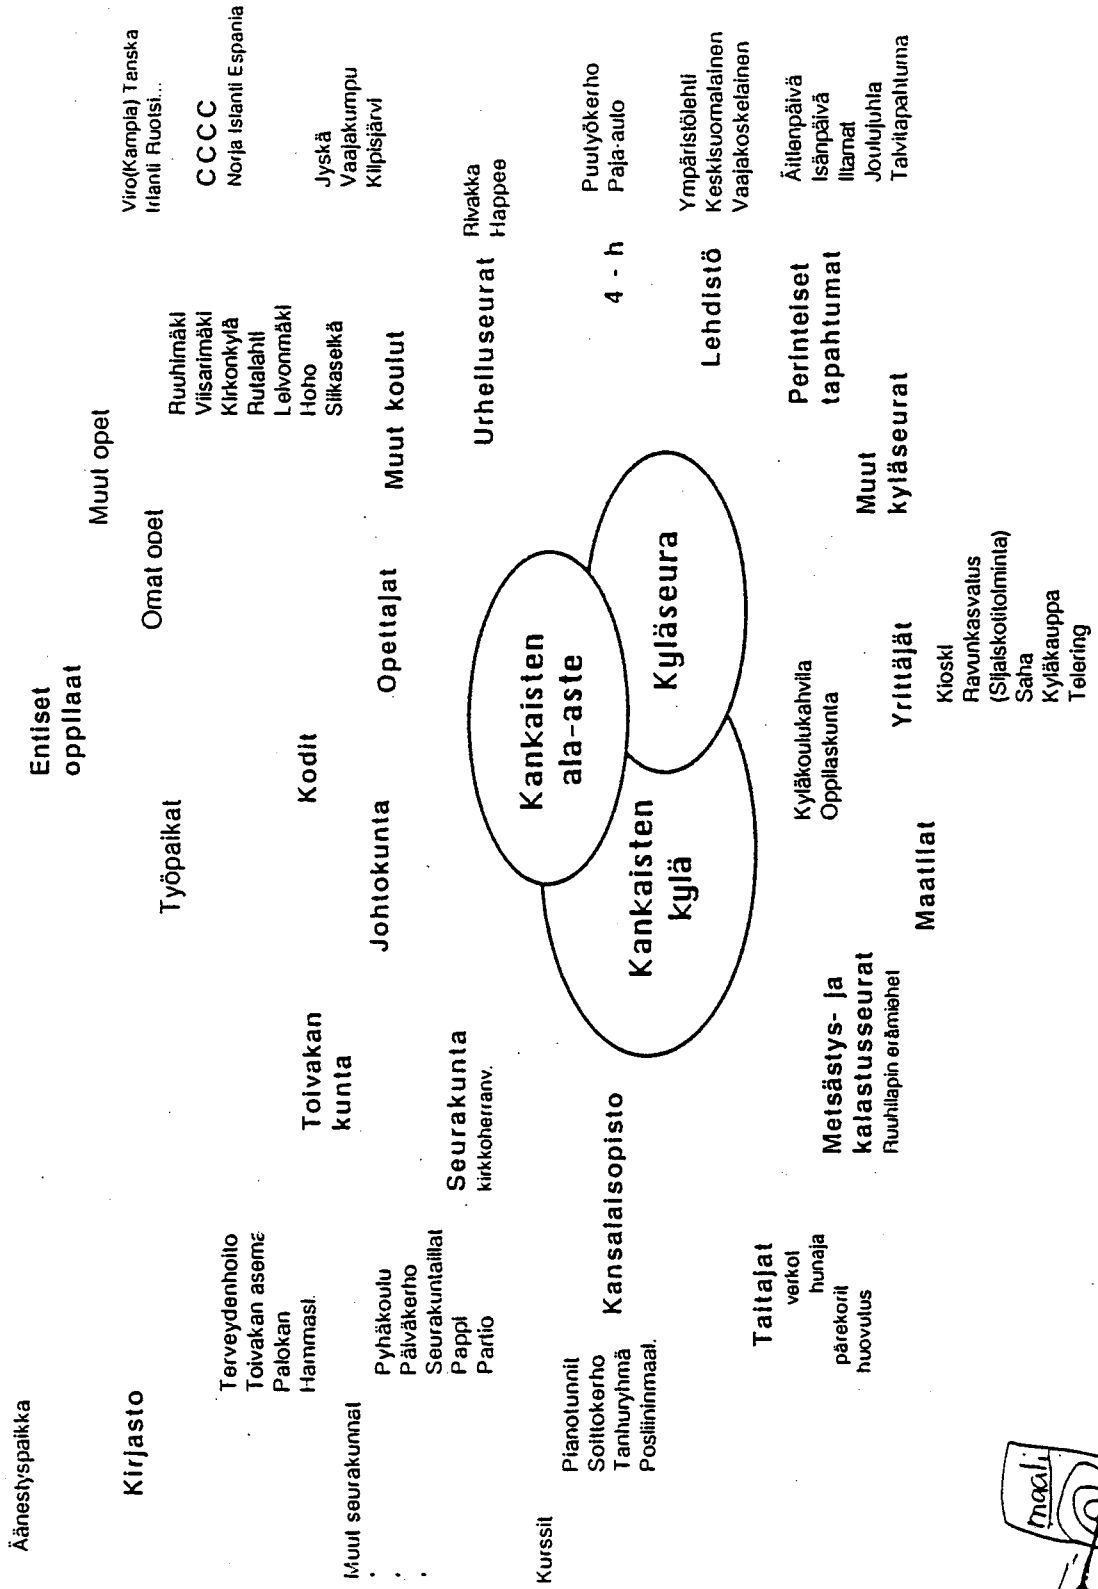 Äänestyspaikka
Entiset
oppilaat
Viro(Kampla) Tanska
Irlanti Ruotsi...
Muut opet
Kirjasto
Omat opet
Työpaikat
CCCC
Norja Islanti Espania
Ruuhimäki
Viisarimäki
Kirkonkylä
Rutalahti
Leivonmäki
Hoho
Siikaselkä
Terveydenhoito
Toivakan asema
Palokan
Hammasl.
Toivakan
kunta
Kodit
Jyskä
Vaajakumpu
Kilpisjärvi
Muut seurakunnat
.
.
.
Pyhäkoulu
Päiväkerho
Seurakuntaillat
Pappi
Partio
Johtokunta
Opettajat
Muut koulut
Seurakunta
kirkkoherranv.
Urheiluseurat
Rivakka
Happee
Kurssit
Pianotunnit
Soittokerho
Tanhuryhmä
Posliininmaal.
Kansalaisopisto
Kankaisten
ala-aste
Kankaisten
kylä
Kyläseura
4 - h
Puutyökerho
Paja-auto
Lehdistö
Ympäristölehti
Keskisuomalainen
Vaajakoskelainen
Taitajat
verkot
hunaja
pärekorit
huovutus
Metsästys- ja
kalastusseurat
Ruuhilapin erämiehet
Kyläkoulukahvila
Oppilaskunta
Perinteiset
tapahtumat
Äitienpäivä
Isänpäivä
Iltamat
Joulujuhla
Talvitapahtuma
Muut
kyläseurat
Maatilat
Yrittäjät
Kioski
Ravunkasvatus
(Sijaiskotitoiminta)
Saha
Kyläkauppa
Telering
maali